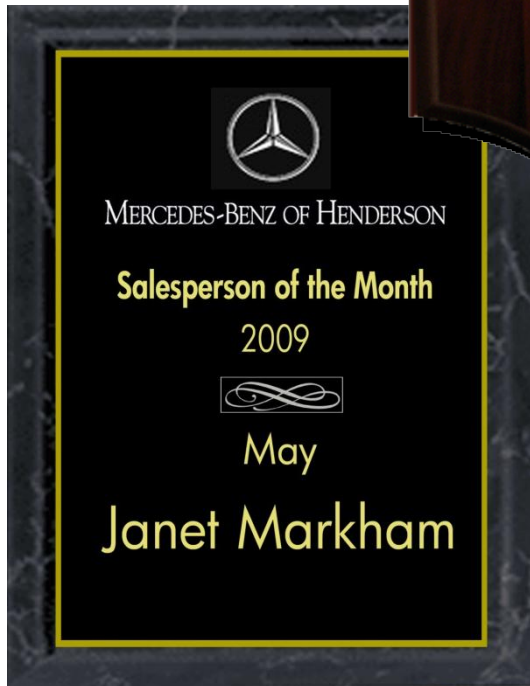 MERCEDES-BENZ OF HENDERSON
Salesperson of the Month
2009
May
Janet Markham